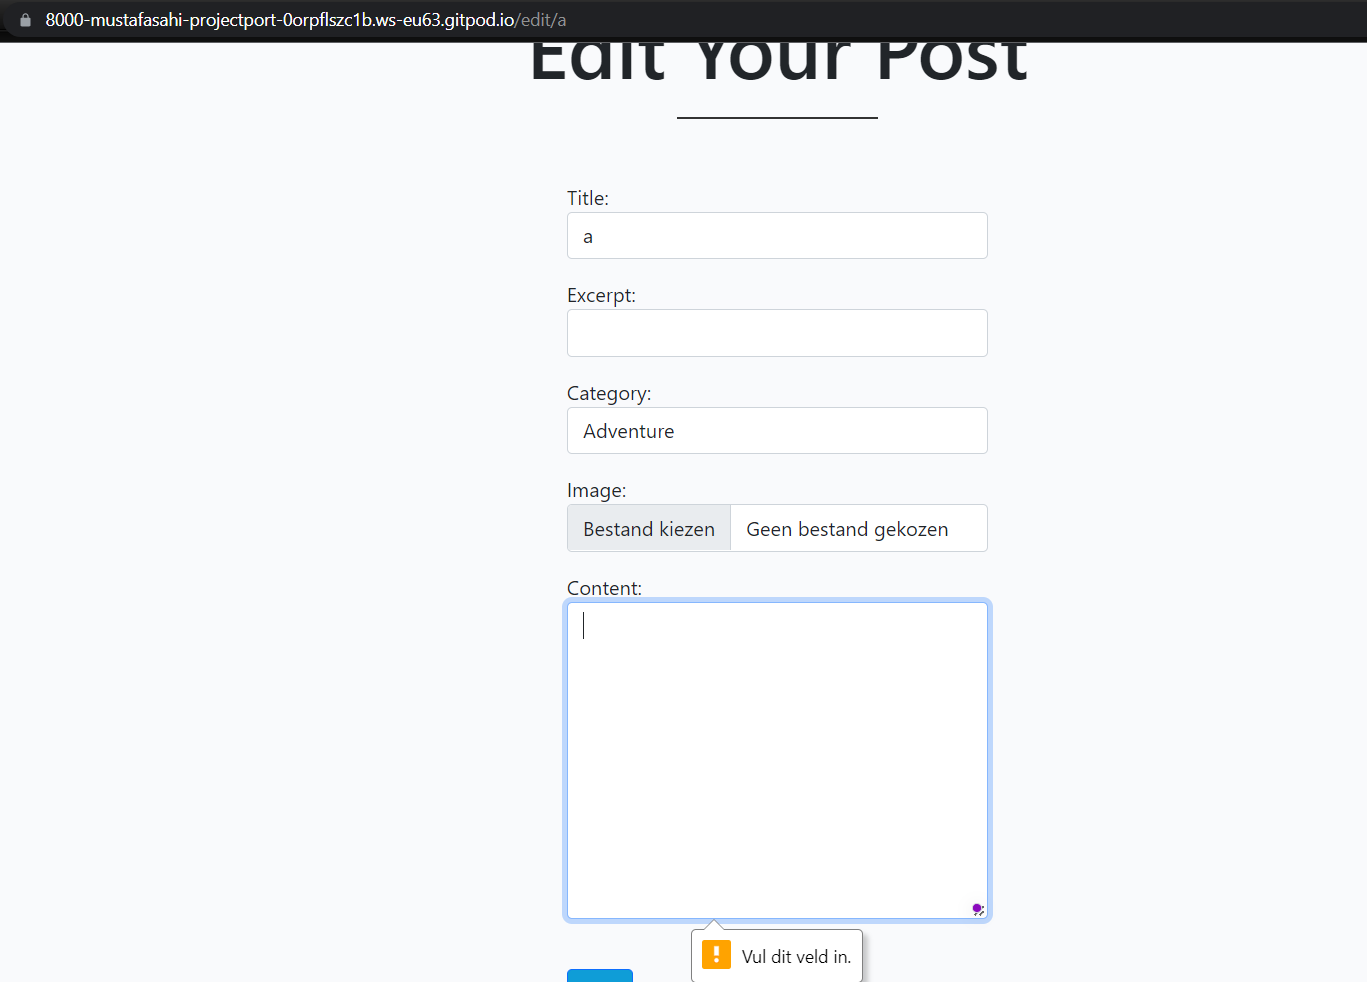 8000-mustafasahi-projectport-0orpflszc1b.ws-eu63.gitpod.io/edit/a
Edit Your Post
Title:
a
Excerpt:
Category:
Adventure
Image:
Bestand kiezen Geen bestand gekozen
Content:
Vul dit veld in.